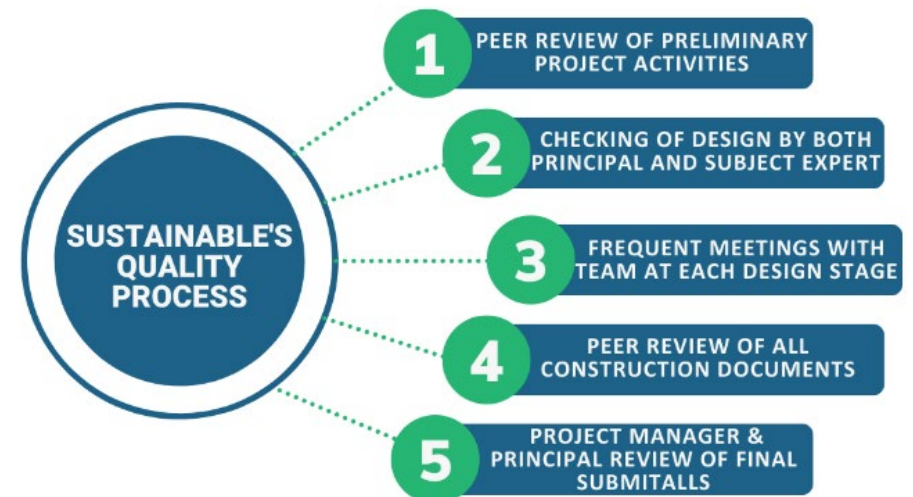 SUSTAINABLE'S
QUALITY
PROCESS
1
PEER REVIEW OF PRELIMINARY
PROJECT ACTIVITIES
2
CHECKING OF DESIGN BY BOTH
PRINCIPAL AND SUBJECT EXPERT
3
FREQUENT MEETINGS WITH
TEAM AT EACH DESIGN STAGE
4
PEER REVIEW OF ALL
CONSTRUCTION DOCUMENTS
5
PROJECT MANAGER &
PRINCIPAL REVIEW OF FINAL
SUBMITALLS